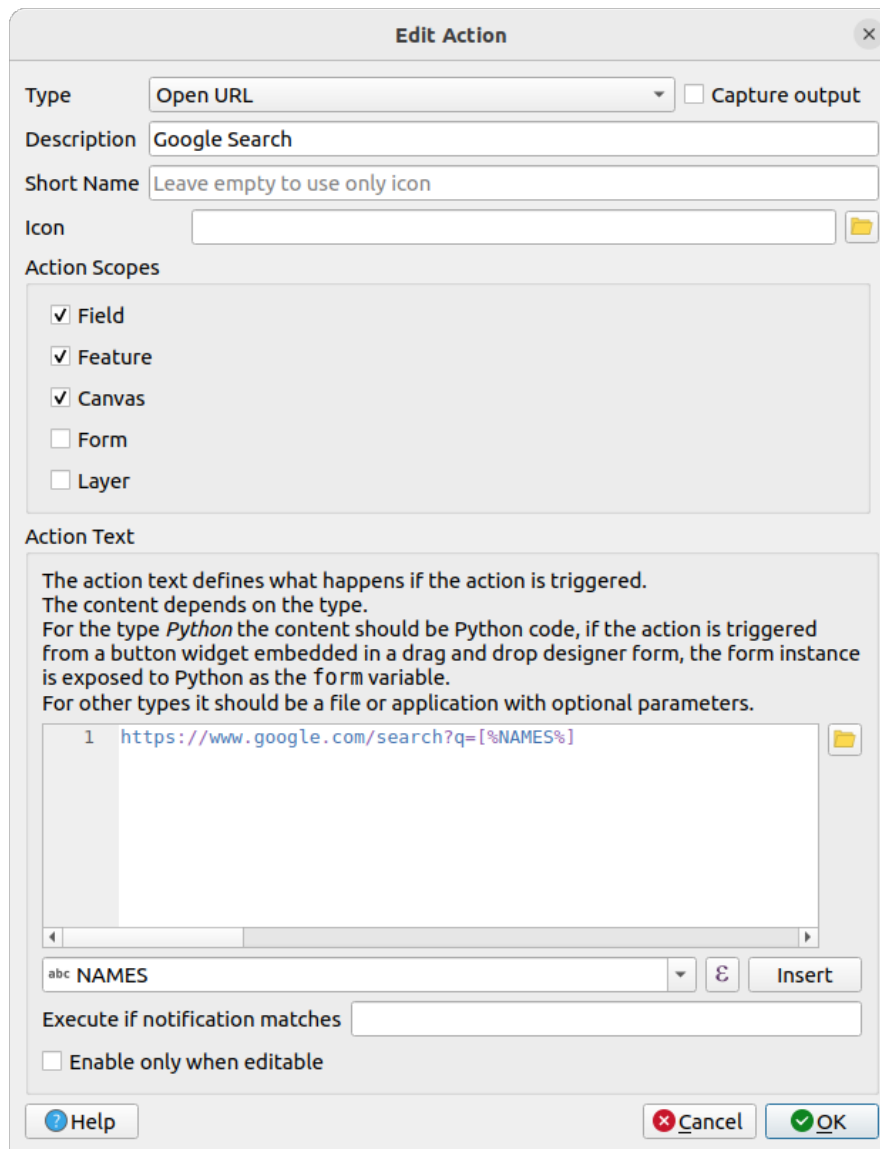 Edit Action
Type Open URL Capture output
Description Google Search
Short Name Leave empty to use only icon
Icon
Action Scopes
Field
Feature
Canvas
Form
Layer
Action Text
The action text defines what happens if the action is triggered.
The content depends on the type.
For the type Python the content should be Python code, if the action is triggered
from a button widget embedded in a drag and drop designer form, the form instance
is exposed to Python as the form variable.
For other types it should be a file or application with optional parameters.
1 https://www.google.com/search?q=[%NAMES%]
abc NAMES ε Insert
Execute if notification matches
Enable only when editable
? Help Cancel OK